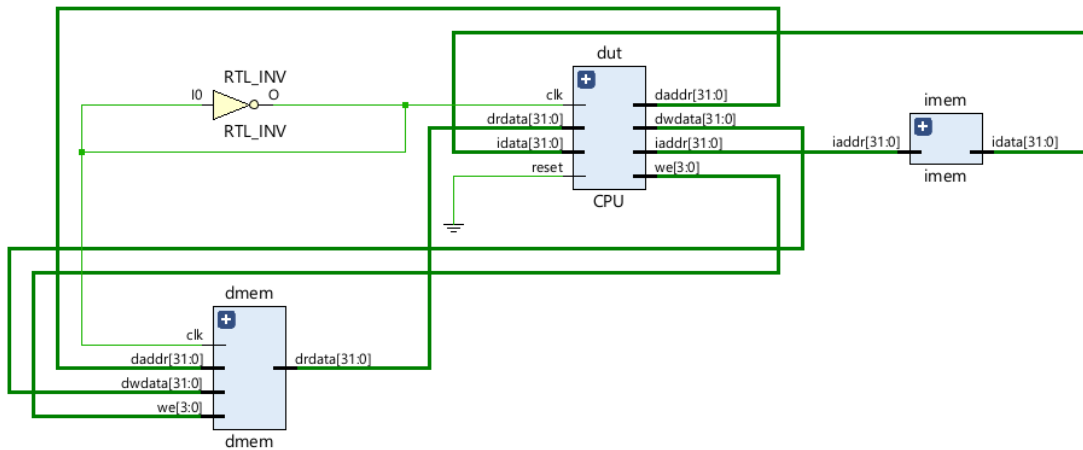 RTL_INV
I0
O
RTL_INV
dut
clk
drdata[31:0]
idata[31:0]
reset
daddr[31:0]
dwdata[31:0]
iaddr[31:0]
we[3:0]
CPU
imem
iaddr[31:0]
idata[31:0]
imem
dmem
clk
daddr[31:0]
dwdata[31:0]
we[3:0]
drdata[31:0]
dmem